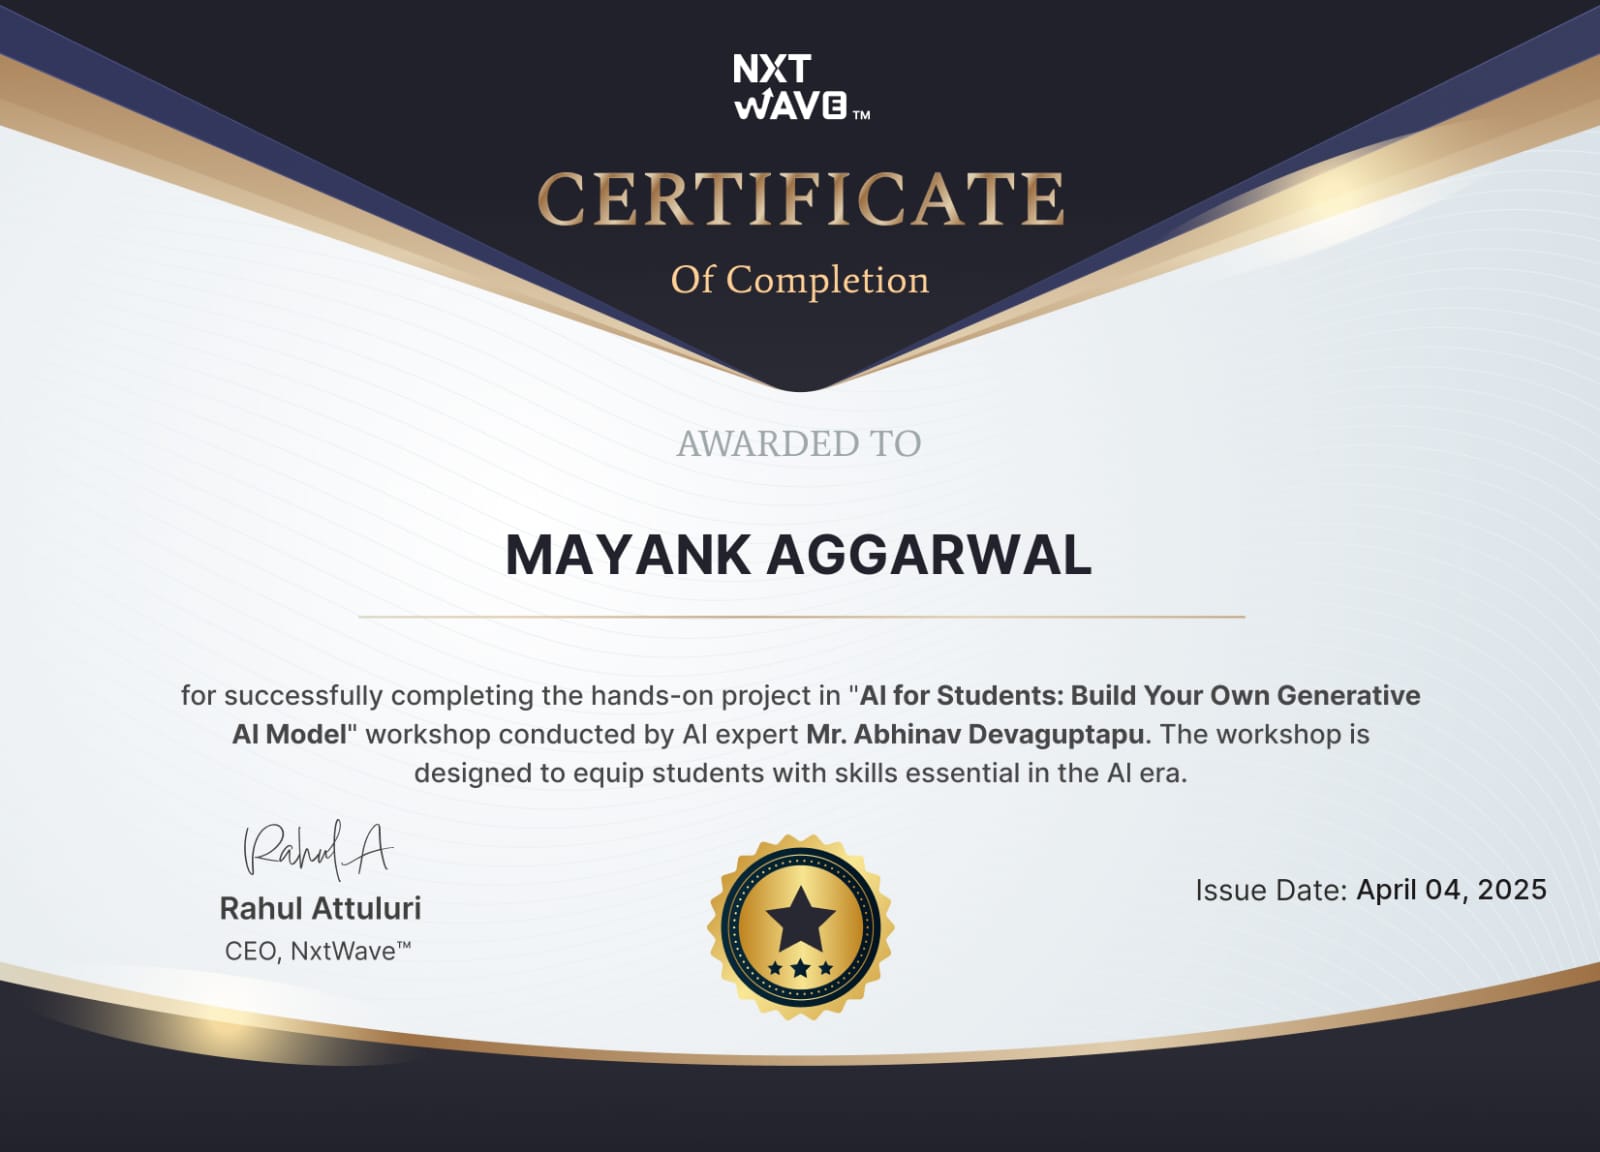 NXT
WAVE™
CERTIFICATE
Of Completion
AWARDED TO
MAYANK AGGARWAL
for successfully completing the hands-on project in "AI for Students: Build Your Own Generative
AI Model" workshop conducted by AI expert Mr. Abhinav Devaguptapu. The workshop is
designed to equip students with skills essential in the AI era.
Rahul A
Rahul Attuluri
CEO, NxtWave™
Issue Date: April 04, 2025